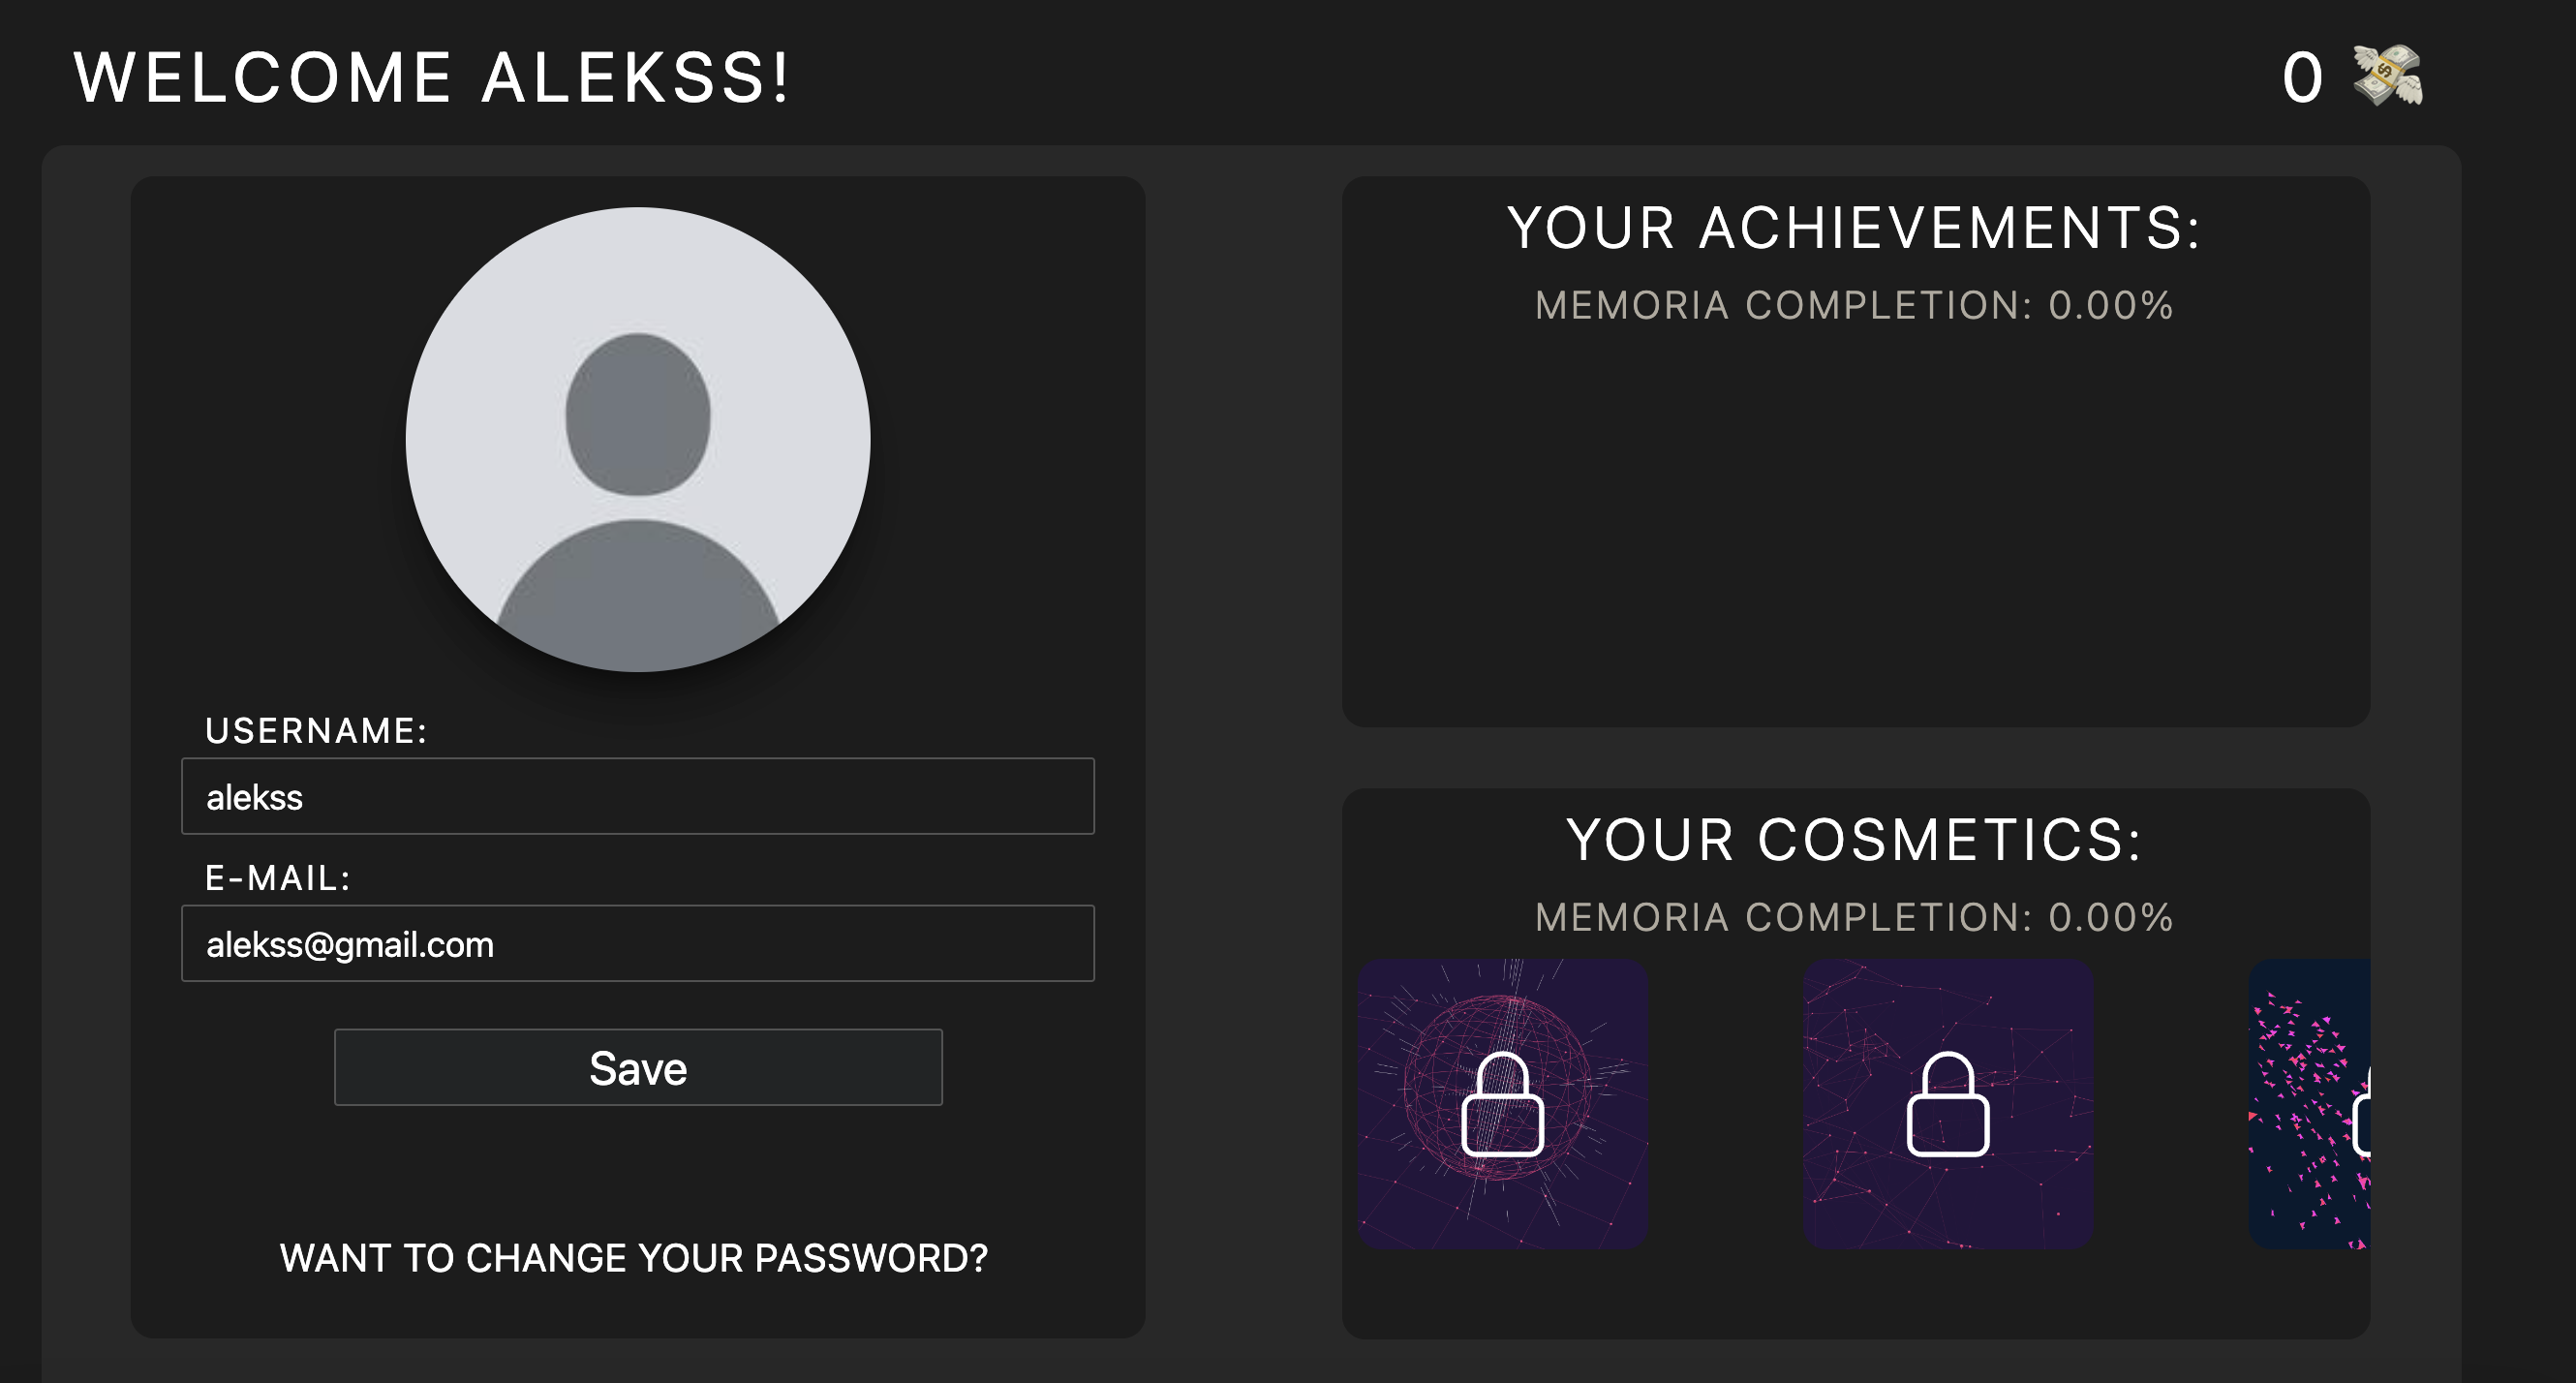 WELCOME ALEKSS!
0
USERNAME:
alekss
E-MAIL:
alekss@gmail.com
Save
WANT TO CHANGE YOUR PASSWORD?
YOUR ACHIEVEMENTS:
MEMORIA COMPLETION: 0.00%
YOUR COSMETICS:
MEMORIA COMPLETION: 0.00%